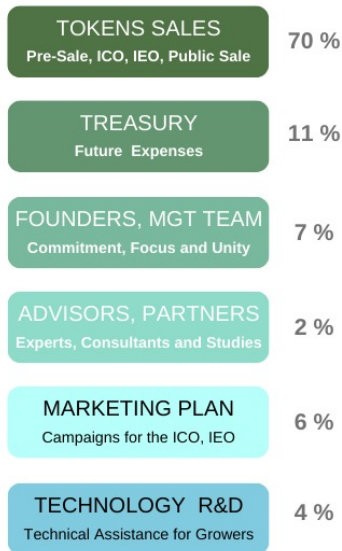 TOKENS SALES
Pre-Sale, ICO, IEO, Public Sale
70 %
TREASURY
Future Expenses
11 %
FOUNDERS, MGT TEAM
Commitment, Focus and Unity
7 %
ADVISORS, PARTNERS
Experts, Consultants and Studies
2 %
MARKETING PLAN
Campaigns for the ICO, IEO
6 %
TECHNOLOGY R&D
Technical Assistance for Growers
4 %